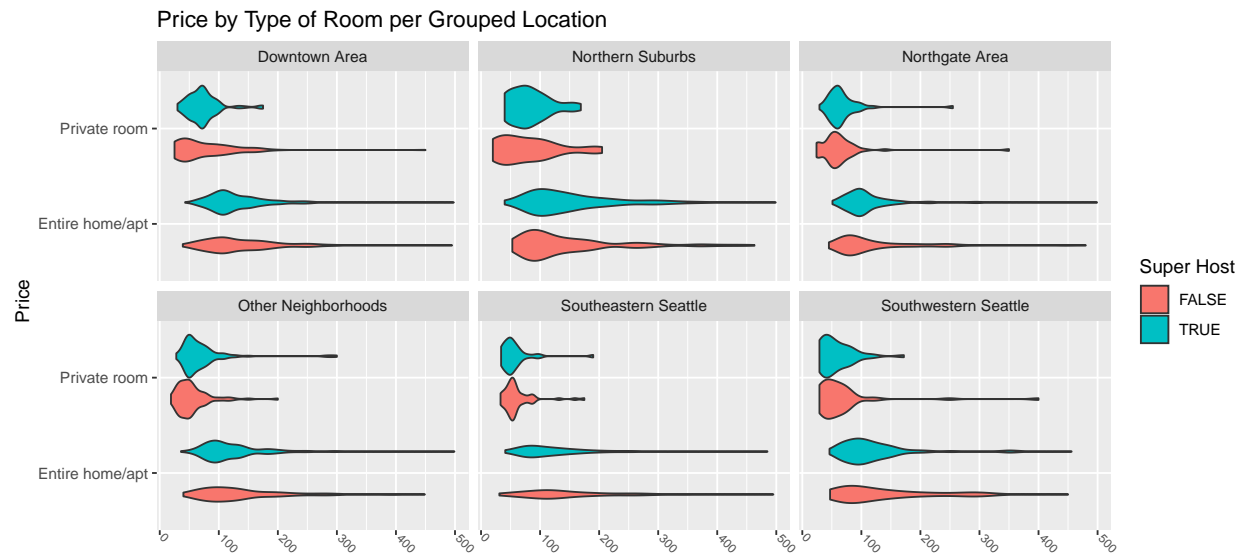 Price by Type of Room per Grouped Location
Downtown Area
Northern Suburbs
Northgate Area
Private room
Entire home/apt
Other Neighborhoods
Southeastern Seattle
Southwestern Seattle
Private room
Entire home/apt
0 100 200 300 400 500 0 100 200 300 400 500 0 100 200 300 400 500
Price
Super Host
FALSE
TRUE